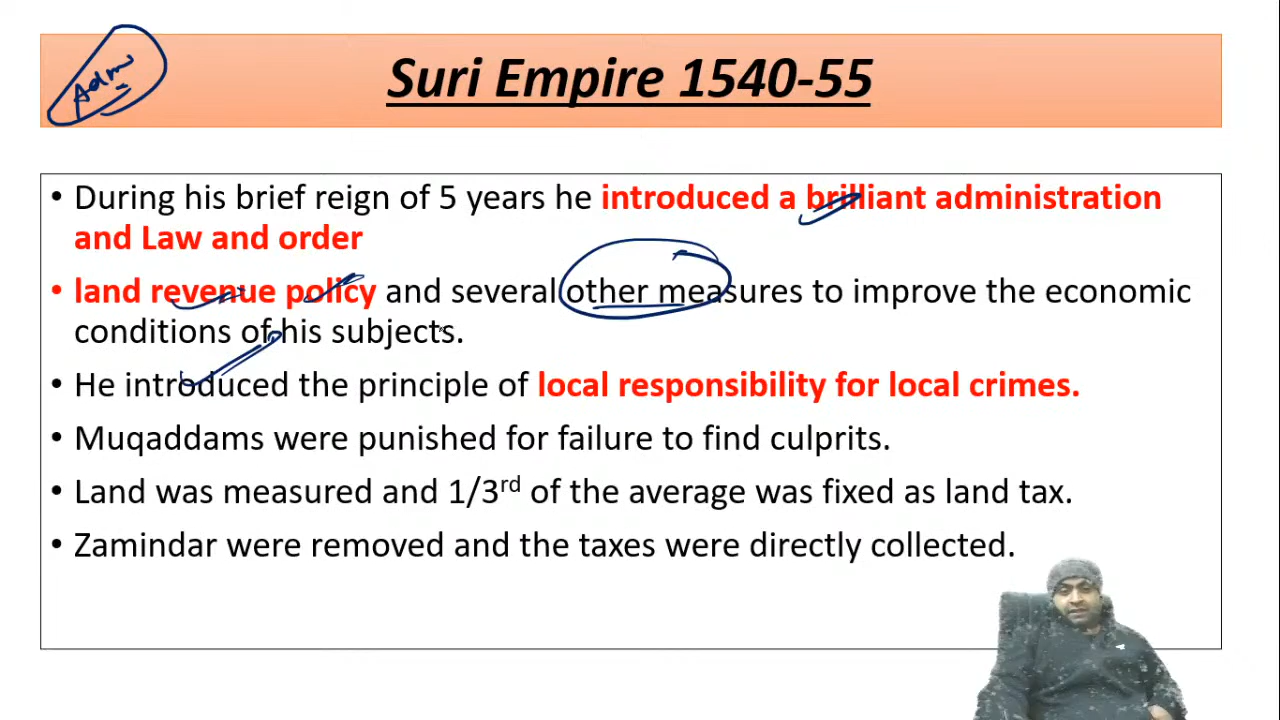 Adm
Suri Empire 1540-55
• During his brief reign of 5 years he introduced a brilliant administration
and Law and order
• land revenue policy and several other measures to improve the economic
conditions of his subjects.
• He introduced the principle of local responsibility for local crimes.
• Muqaddams were punished for failure to find culprits.
• Land was measured and 1/3rd of the average was fixed as land tax.
• Zamindar were removed and the taxes were directly collected.